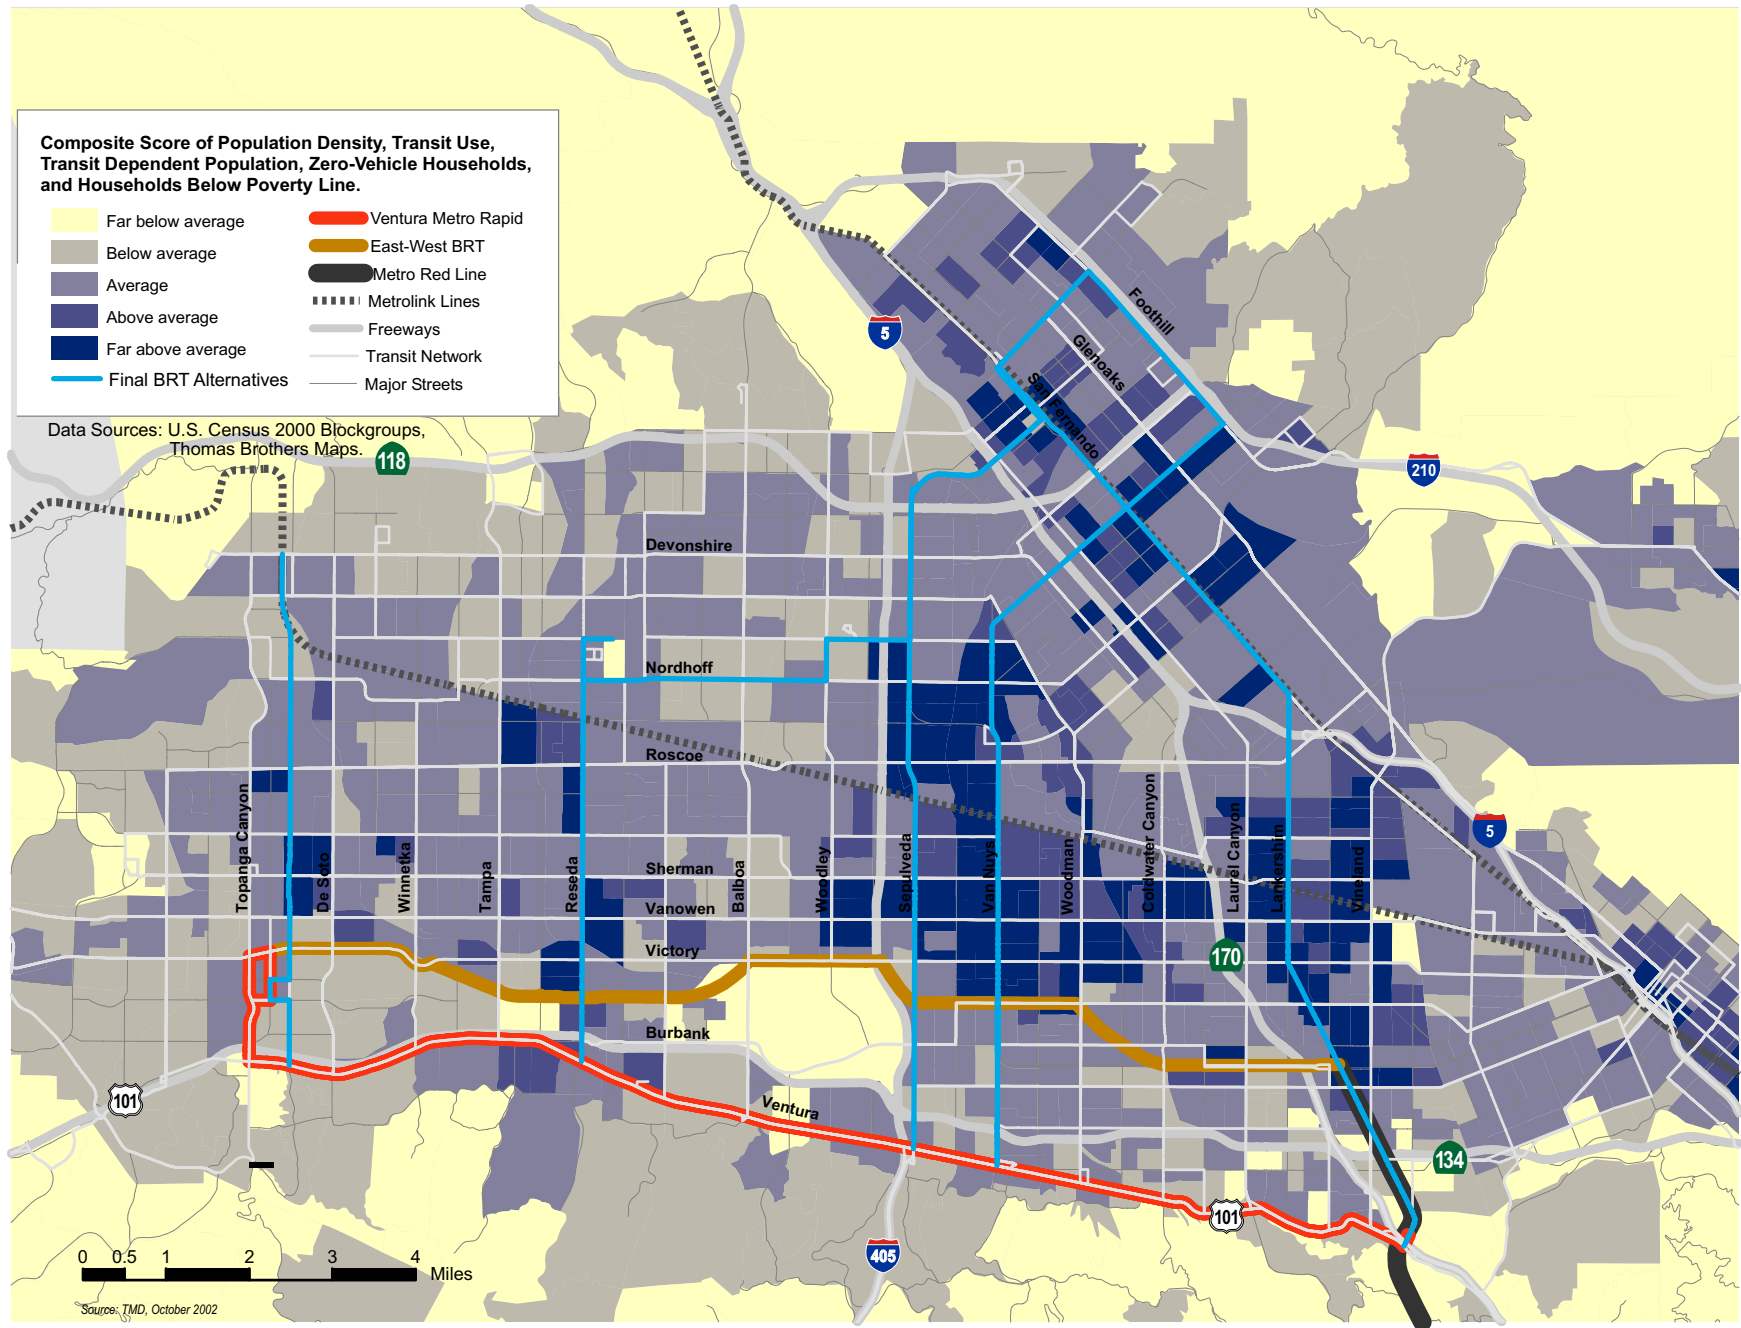 Composite Score of Population Density, Transit Use,
Transit Dependent Population, Zero-Vehicle Households,
and Households Below Poverty Line.
Far below average
Below average
Average
Above average
Far above average
Final BRT Alternatives
Ventura Metro Rapid
East-West BRT
Metro Red Line
Metrolink Lines
Freeways
Transit Network
Major Streets
Data Sources: U.S. Census 2000 Blockgroups,
Thomas Brothers Maps.
118
5
210
Foothill
Glenoaks
San Fernando
Devonshire
Nordhoff
Roscoe
Sherman
Vanowen
Victory
Burbank
Ventura
Topanga Canyon
De Soto
Winnetka
Tampa
Reseda
Balboa
Woodley
Sepulveda
Van Nuys
Woodman
Coldwater Canyon
Laurel Canyon
Lankershim
Vineland
5
170
101
134
101
405
0 0.5 1 2 3 4
Miles
Source: TMD, October 2002